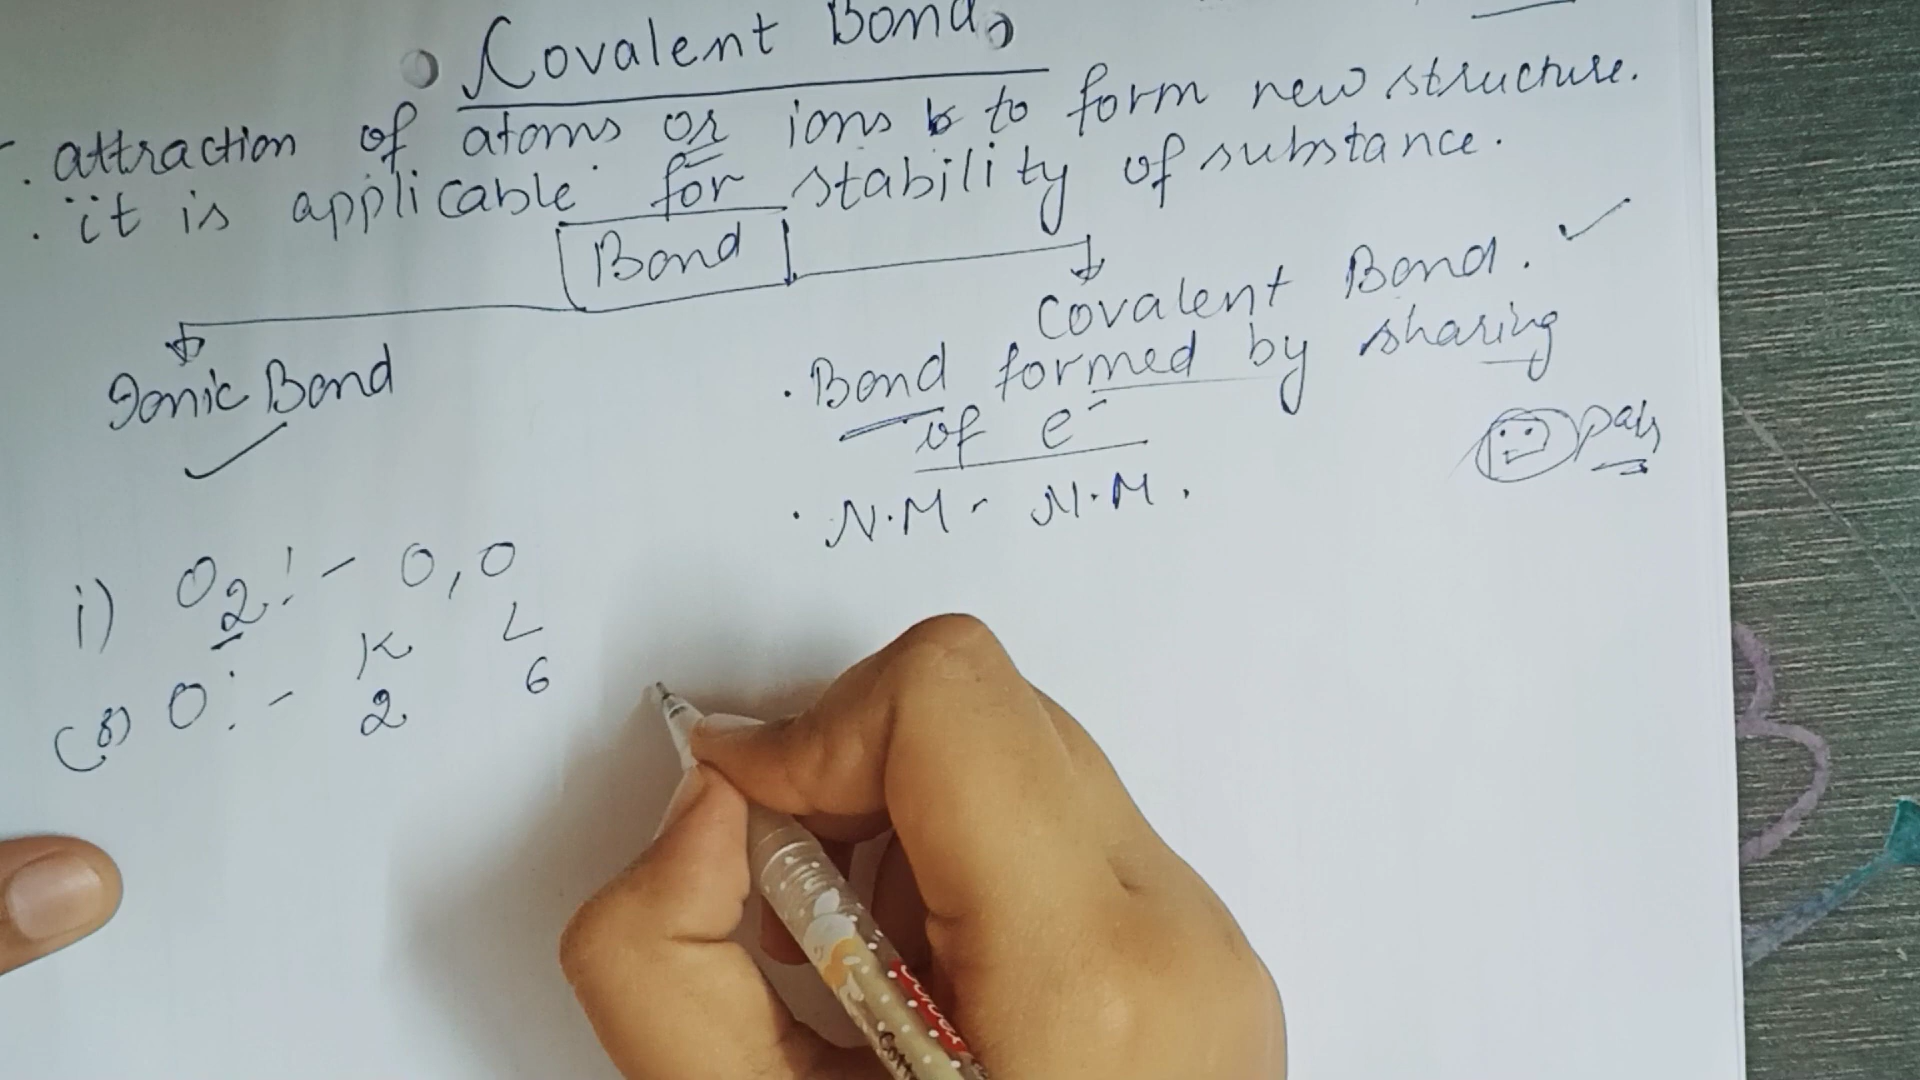 Covalent Bond
. attraction of atoms or ions to form new structure.
. it is applicable for stability of substance.
Bond
Ionic Bond
Covalent Bond.
. Bond formed by sharing
of e⁻
. N.M - N.M.
i) O₂ :- O, O
K L
(8) O :- 2 6